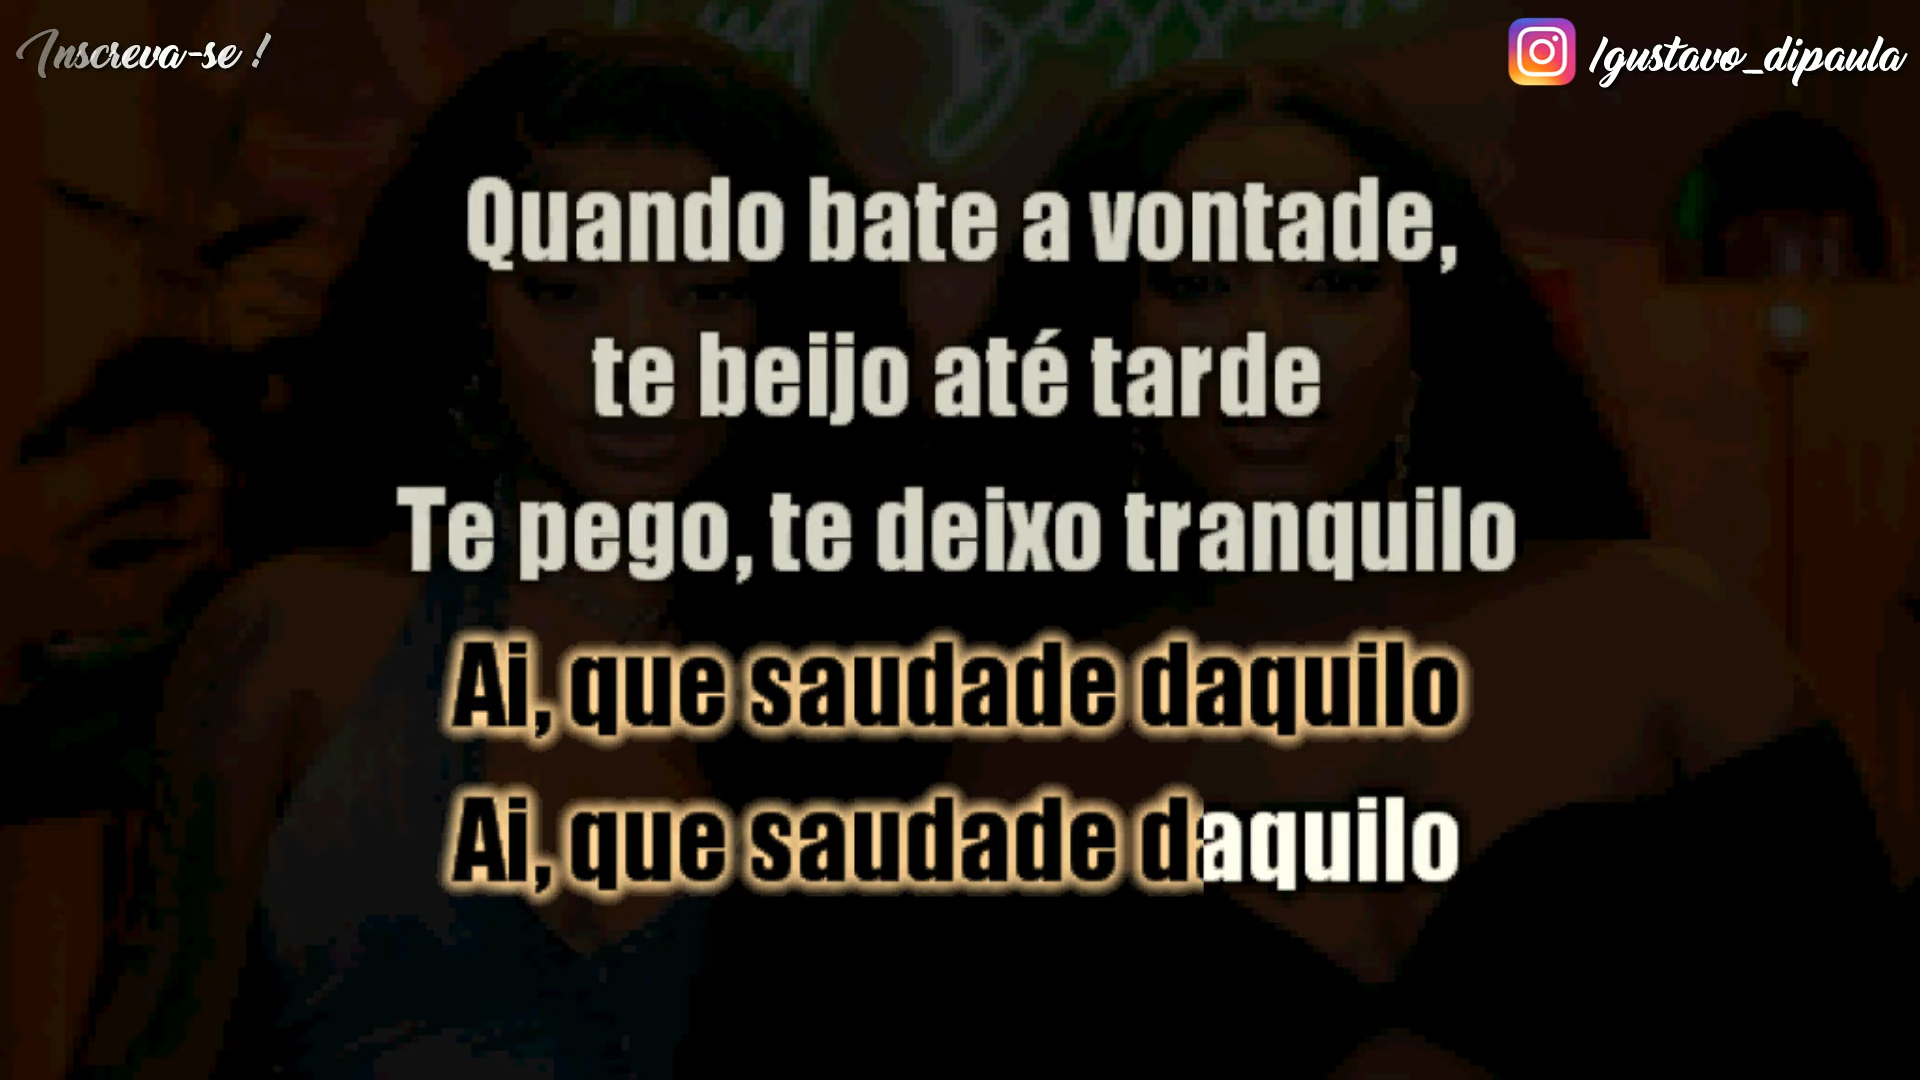 Inscreva-se !
/gustavo_dipaula
Quando bate a vontade,
te beijo até tarde
Te pego, te deixo tranquilo
Ai, que saudade daquilo
Ai, que saudade daquilo